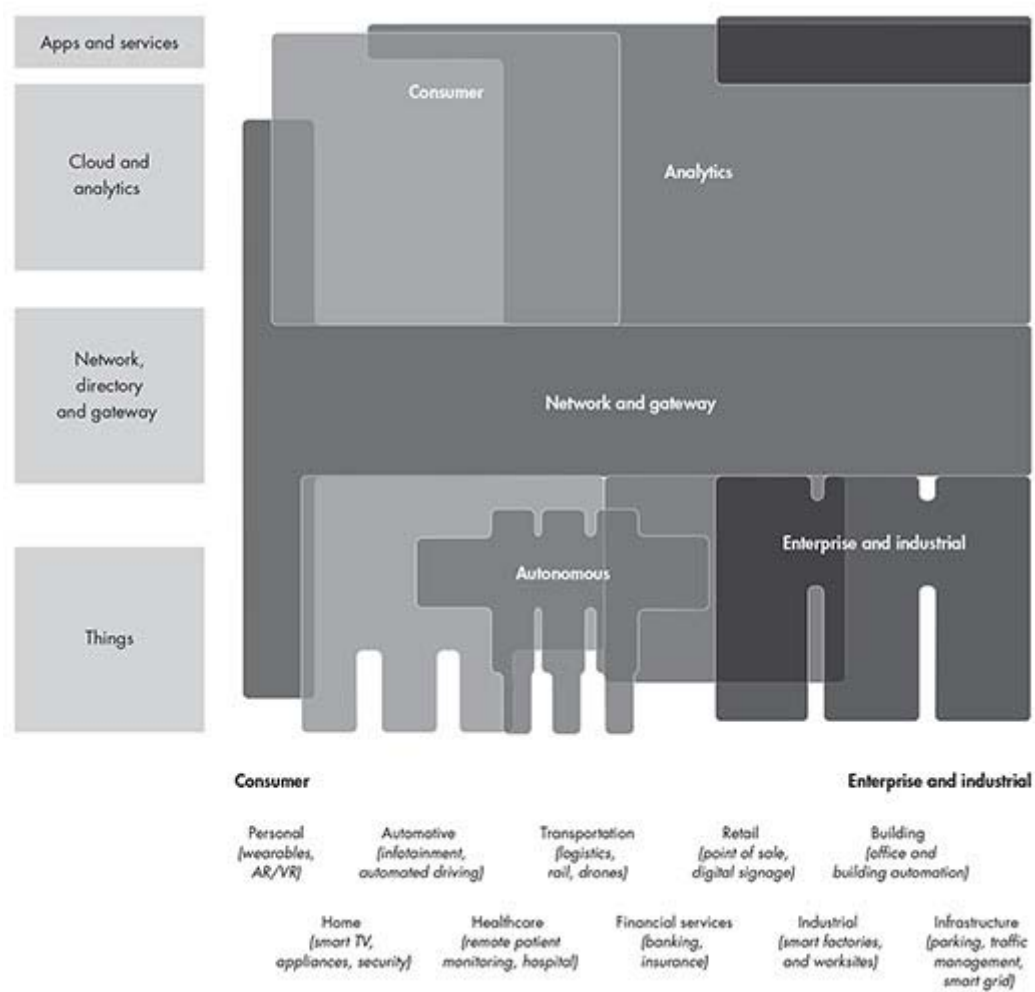 Apps and services
Consumer
Cloud and
analytics
Analytics
Network,
directory
and gateway
Network and gateway
Enterprise and industrial
Autonomous
Things
Consumer
Enterprise and industrial
Personal
(wearables,
AR/VR)
Automotive
(infotainment,
automated driving)
Transportation
(logistics,
rail, drones)
Retail
(point of sale,
digital signage)
Building
(office and
building automation)
Home
(smart TV,
appliances, security)
Healthcare
(remote patient
monitoring, hospital)
Financial services
(banking,
insurance)
Industrial
(smart factories,
and worksites)
Infrastructure
(parking, traffic
management,
smart grid)